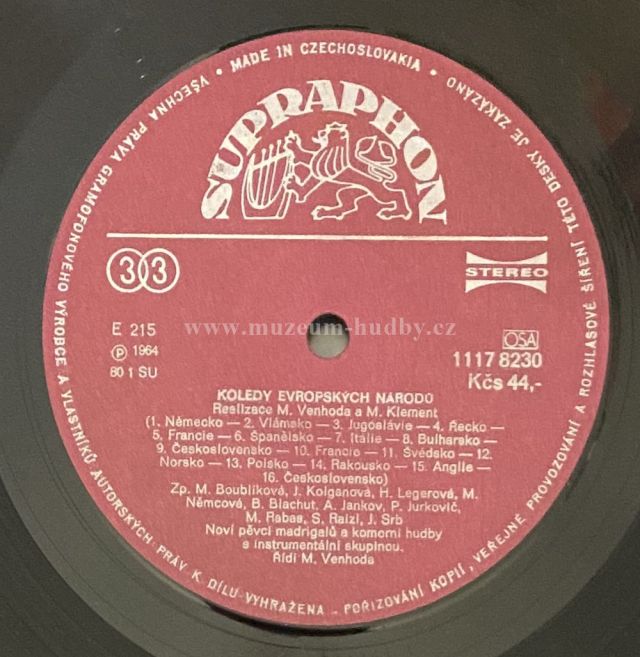 VŠECHNA PRÁVA GRAMOFONOVÉHO VÝROBCE A VLASTNÍKŮ AUTORSKÝCH PRÁV K DÍLU VYHRAŽENA – POŘIZOVÁNÍ KOPIÍ, VEŘEJNÉ PROVOZOVÁNÍ A ROZHLASOVÉ ŠÍŘENÍ TÉTO DESKY JE ZAKÁZÁNO
• MADE IN CZECHOSLOVAKIA •
SUPRAPHON
33
STEREO
www.muzeum-hudby.cz
E 215
Ⓟ 1964
80 1 SU
OSA
1117 8230
Kčs 44,-
KOLEDY EVROPSKÝCH NÁRODŮ
Realizace M. Venhoda a M. Klement
(1. Německo – 2. Vlámsko – 3. Jugoslávie – 4. Řecko –
5. Francie – 6. Španělsko – 7. Itálie – 8. Bulharsko –
9. Československo – 10. Francie – 11. Švédsko – 12.
Norsko – 13. Polsko – 14. Rakousko – 15. Anglie –
16. Československo)
Zp. M. Boublíková, J. Kolganová, H. Legerová, M.
Němcová, B. Blachut, A. Jankov, P. Jurkovič,
M. Rabas, S. Raizl, J. Srb
Noví pěvci madrigalů a komorní hudby
s instrumentální skupinou.
Řídí M. Venhoda